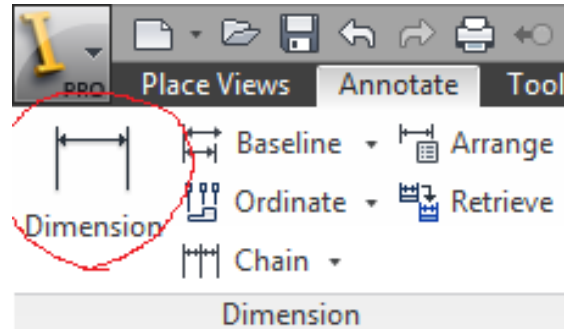 I
PRO
Place Views Annotate Tool
Baseline Arrange
Dimension Ordinate Retrieve
Chain
Dimension